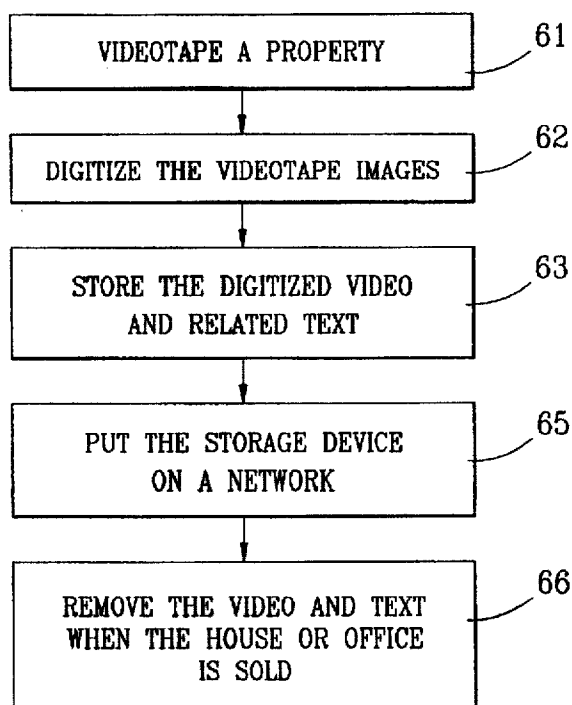 VIDEOTAPE A PROPERTY
61
DIGITIZE THE VIDEOTAPE IMAGES
62
STORE THE DIGITIZED VIDEO
AND RELATED TEXT
63
PUT THE STORAGE DEVICE
ON A NETWORK
65
REMOVE THE VIDEO AND TEXT
WHEN THE HOUSE OR OFFICE
IS SOLD
66